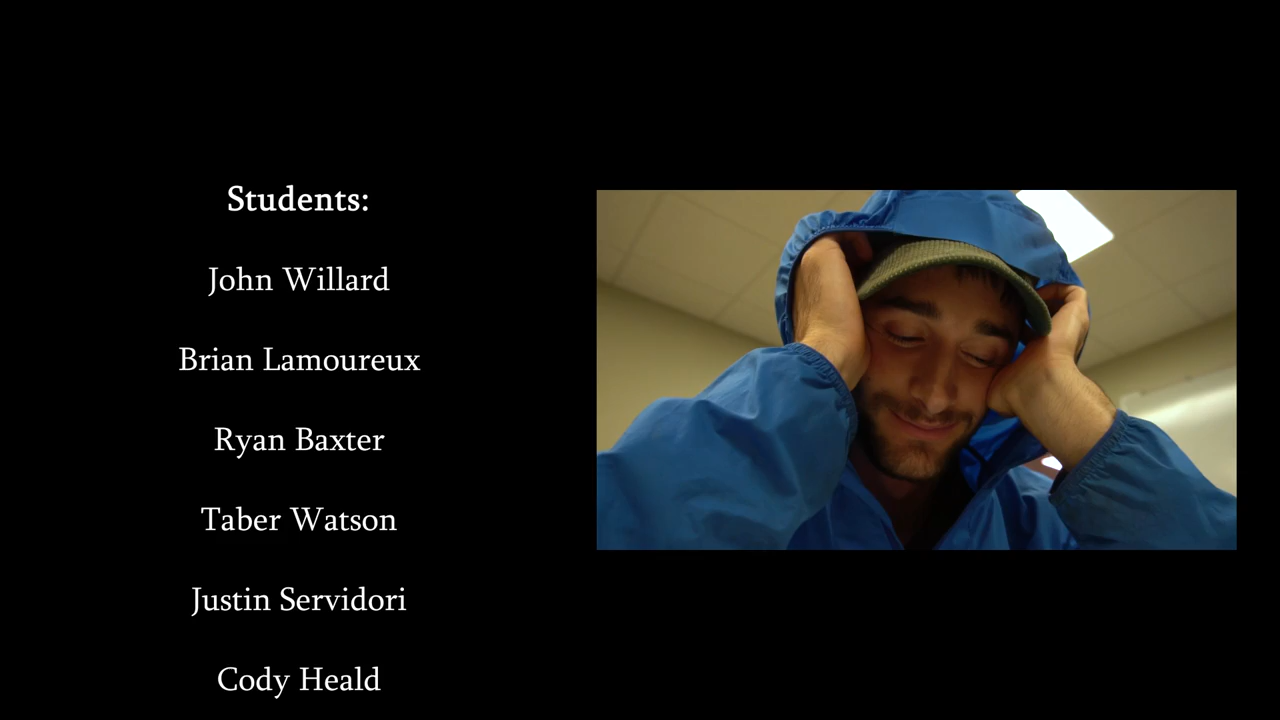 Students:
John Willard
Brian Lamoureux
Ryan Baxter
Taber Watson
Justin Servidori
Cody Heald